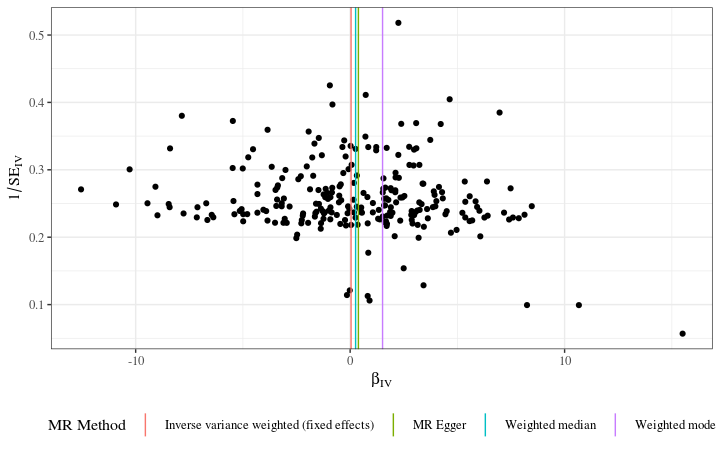 0.5
0.4
0.3
0.2
0.1
1/SE_IV
-10 0 10
β_IV
MR Method Inverse variance weighted (fixed effects) MR Egger Weighted median Weighted mode